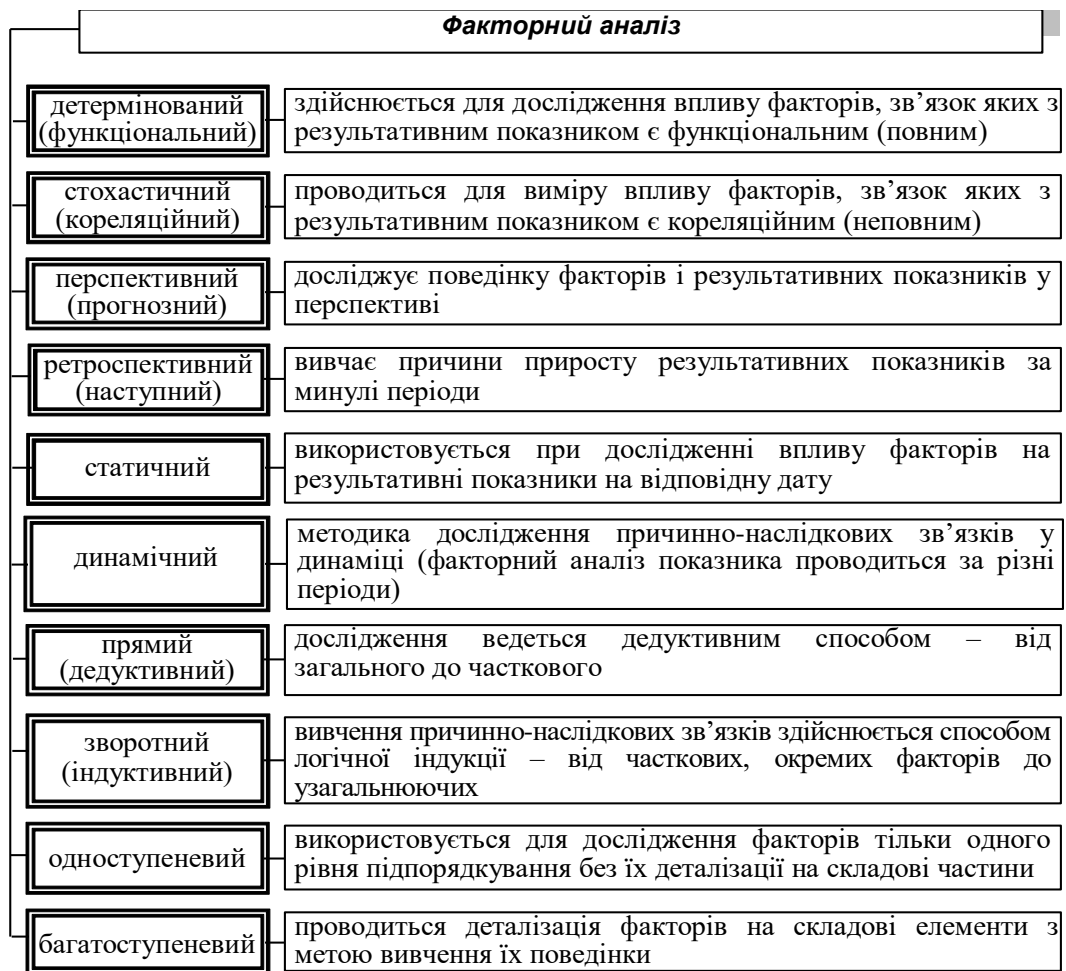 Факторний аналіз
детермінований
(функціональний)
здійснюється для дослідження впливу факторів, зв’язок яких з
результативним показником є функціональним (повним)
стохастичний
(кореляційний)
проводиться для виміру впливу факторів, зв’язок яких з
результативним показником є кореляційним (неповним)
перспективний
(прогнозний)
досліджує поведінку факторів і результативних показників у
перспективі
ретроспективний
(наступний)
вивчає причини приросту результативних показників за
минулі періоди
статичний
використовується при дослідженні впливу факторів на
результативні показники на відповідну дату
динамічний
методика дослідження причинно-наслідкових зв’язків у
динаміці (факторний аналіз показника проводиться за різні
періоди)
прямий
(дедуктивний)
дослідження ведеться дедуктивним способом – від
загального до часткового
зворотний
(індуктивний)
вивчення причинно-наслідкових зв’язків здійснюється способом
логічної індукції – від часткових, окремих факторів до
узагальнюючих
одноступеневий
використовується для дослідження факторів тільки одного
рівня підпорядкування без їх деталізації на складові частини
багатоступеневий
проводиться деталізація факторів на складові елементи з
метою вивчення їх поведінки